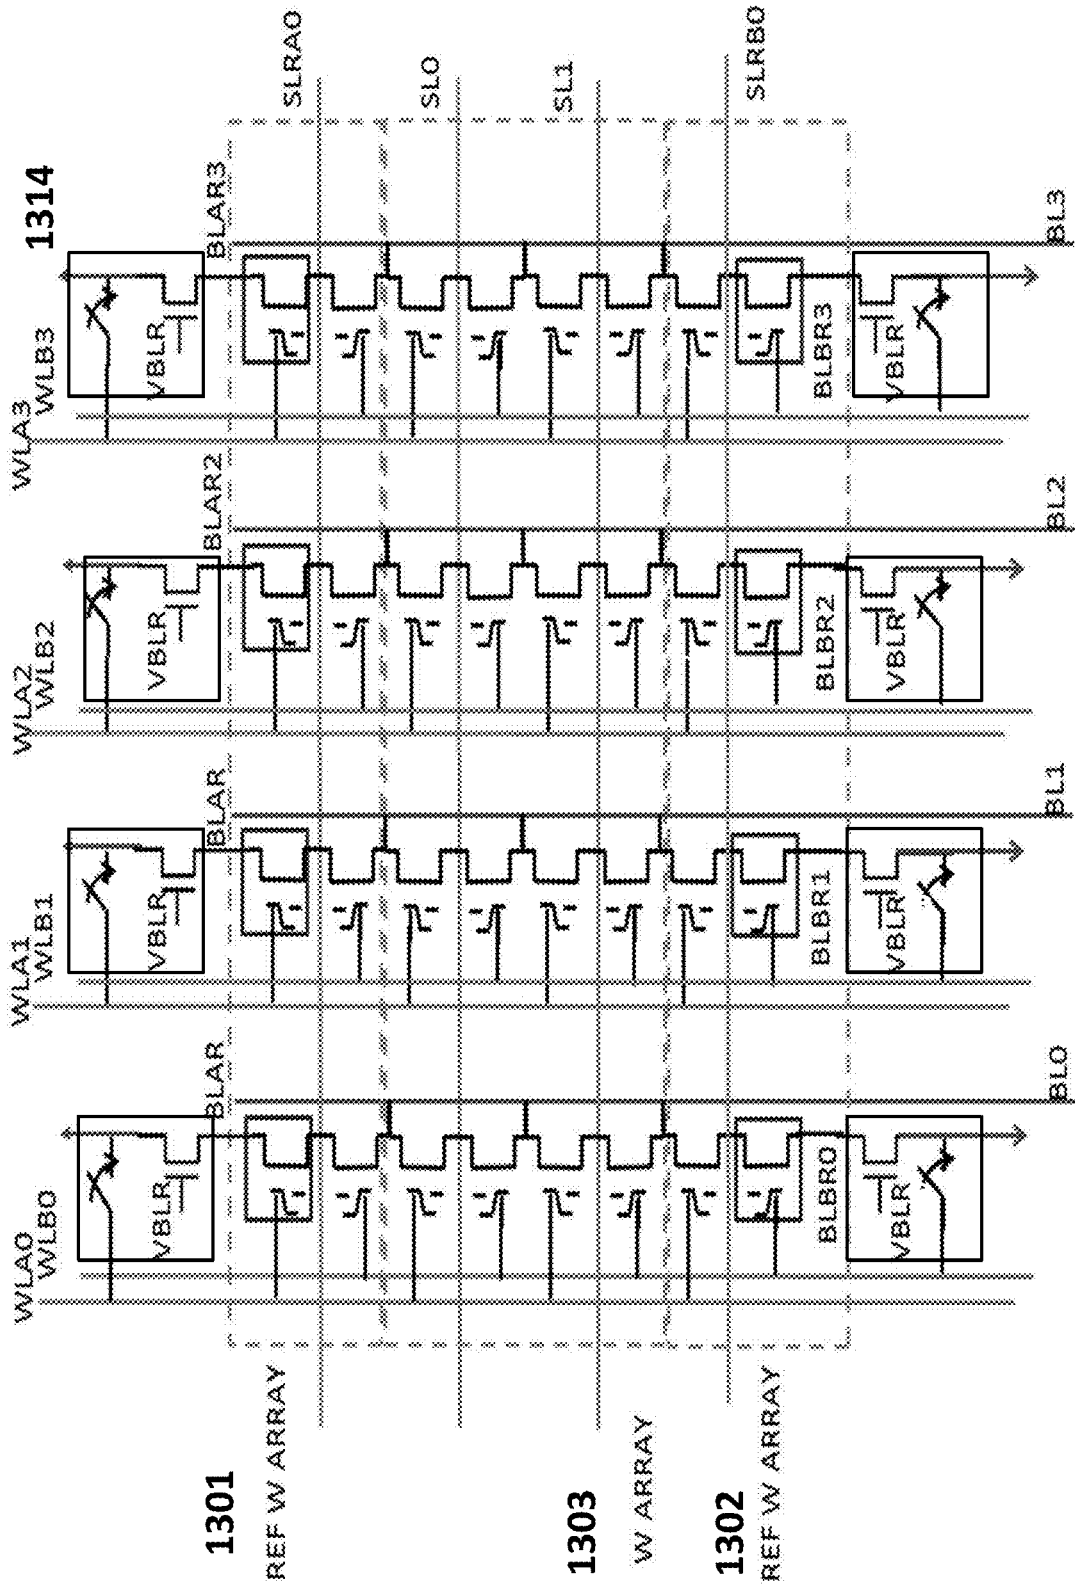 WLA0
WLA1
WLA2
WLA3
WLB0
WLB1
WLB2
WLB3
1314
VBLR
VBLR
VBLR
VBLR
1301
BLAR
BLAR
BLAR2
BLAR3
REF W ARRAY
SLRA0
SL0
SL1
1303
W ARRAY
1302
SLRB0
REF W ARRAY
BLBR0
BLBR1
BLBR2
BLBR3
VBLR
VBLR
VBLR
VBLR
BL0
BL1
BL2
BL3